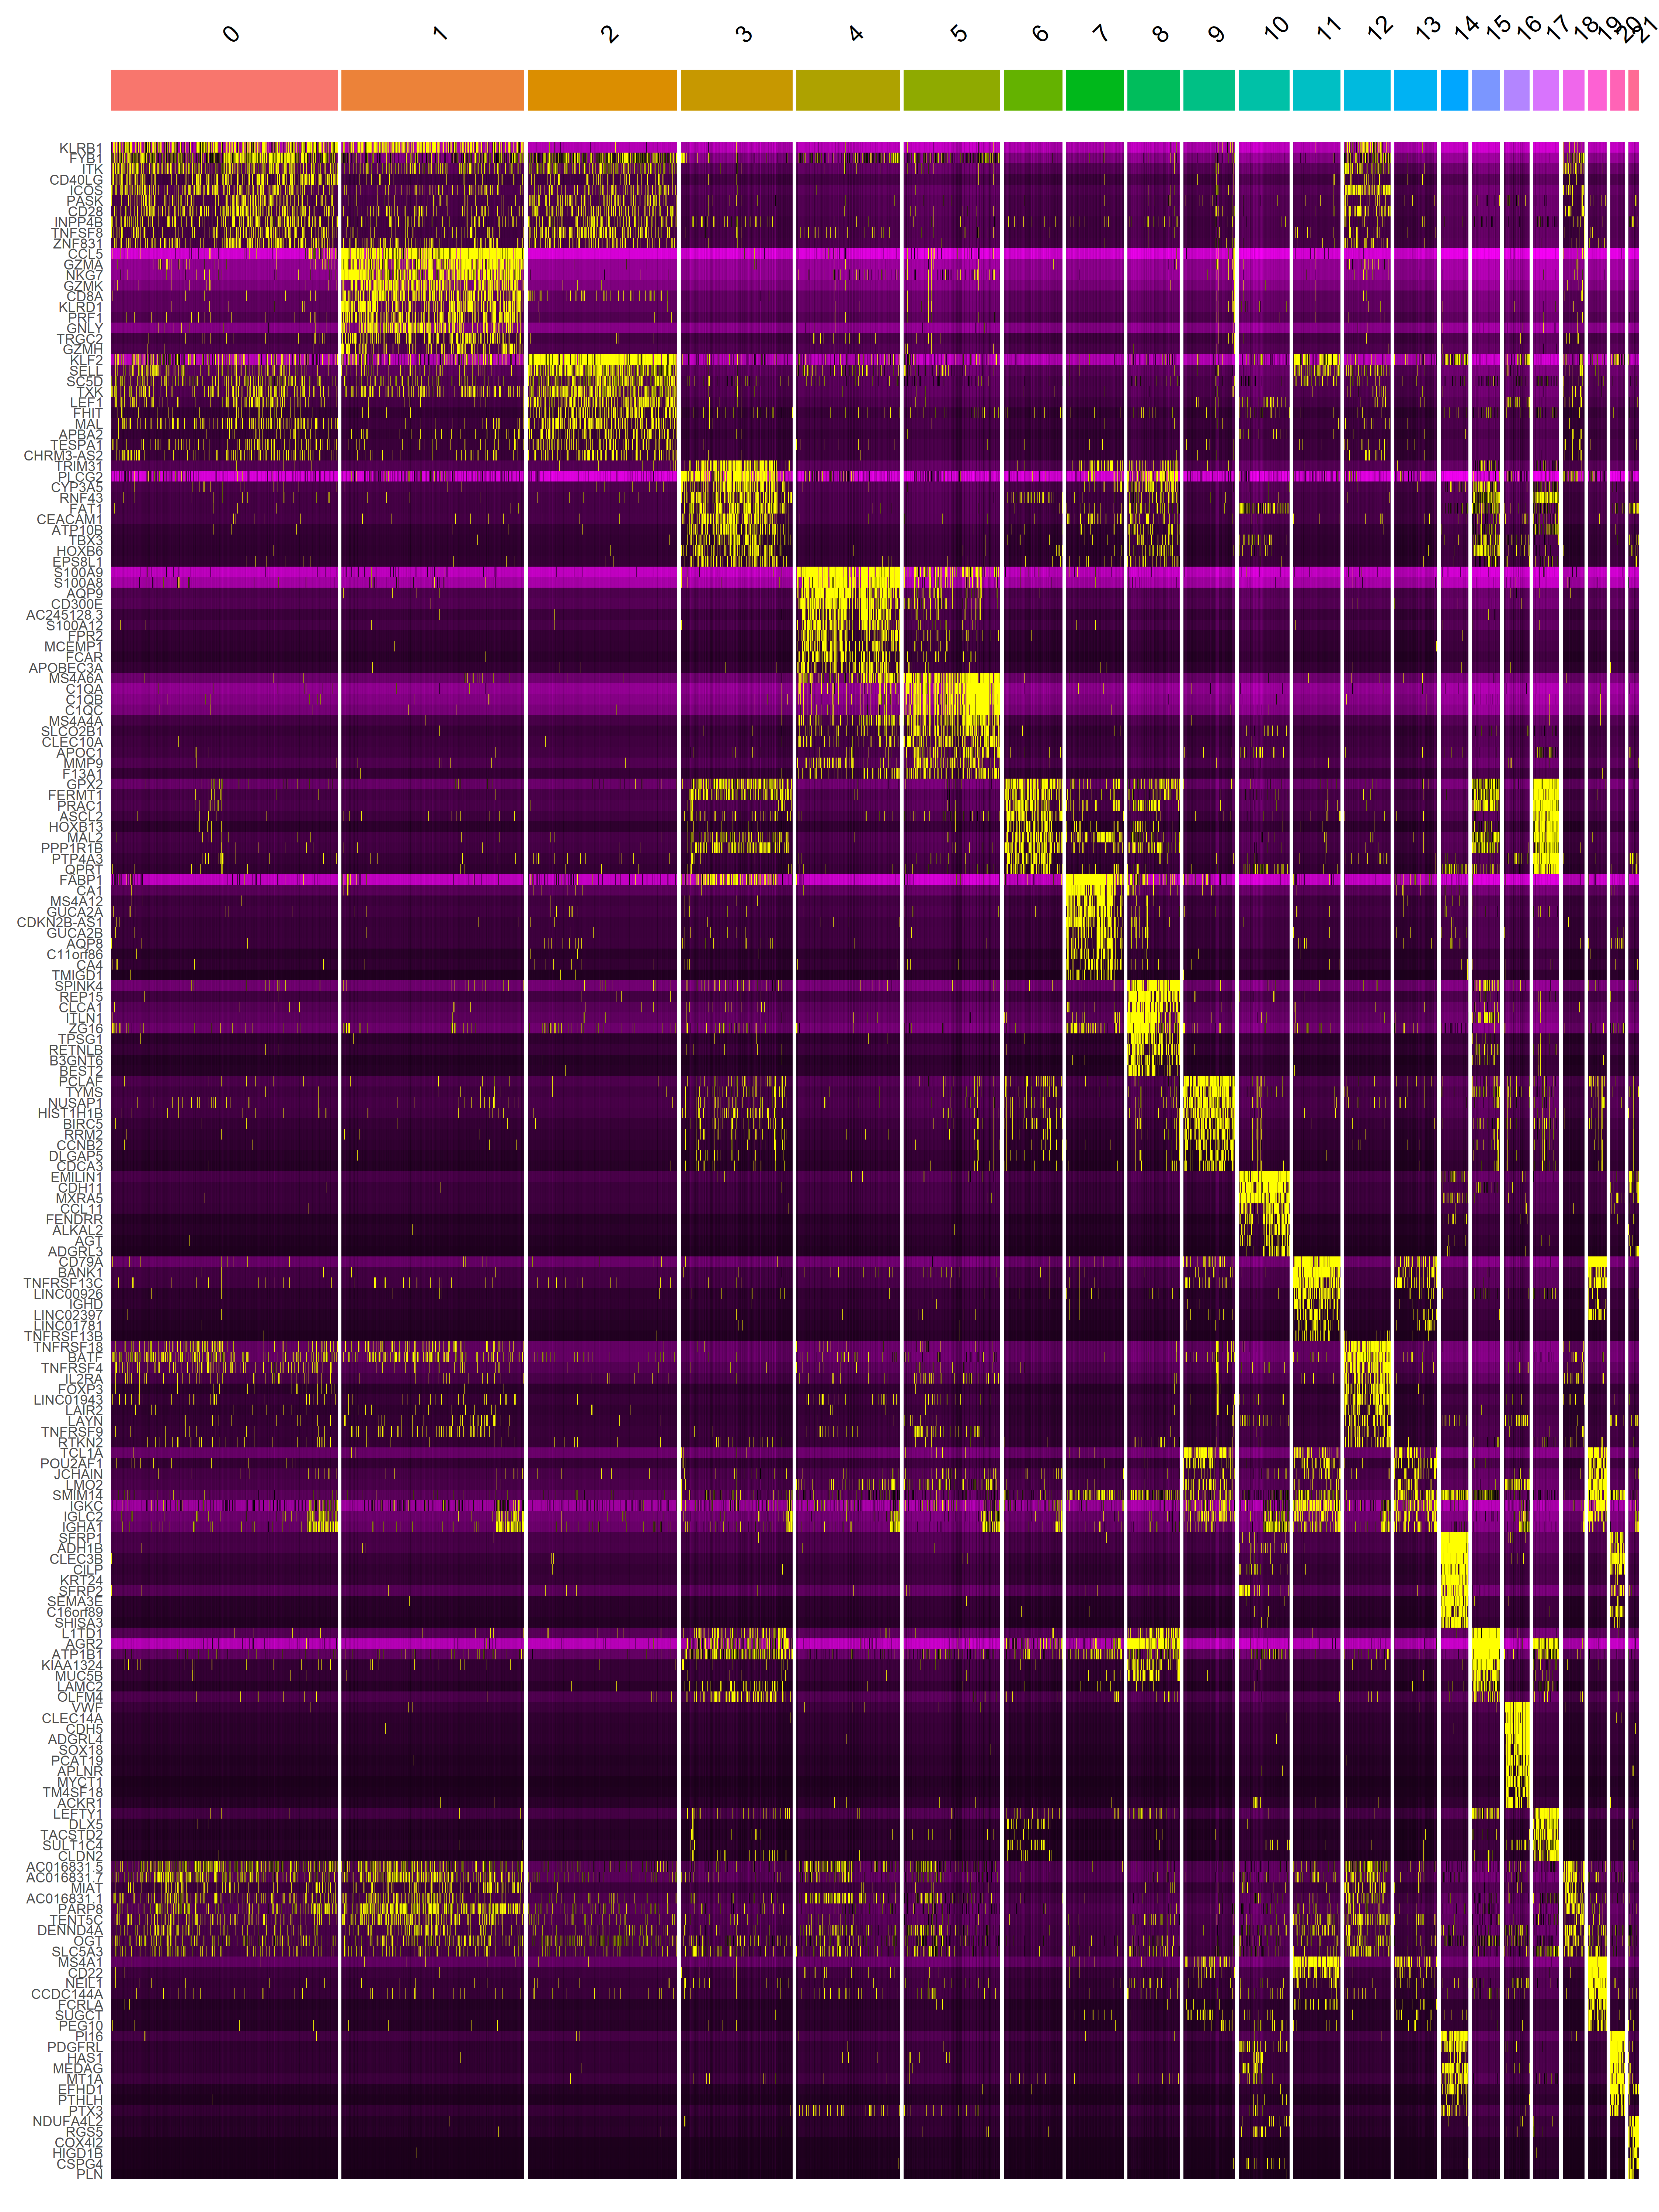 0 1 2 3 4 5 6 7 8 9 10 11 12 13 14 15 16 17 18 19 20 21
KLRB1
FYB1
ITK
CD40LG
ICOS
PASK
CD28
INPP4B
TNFSF8
ZNF831
CCL5
GZMA
NKG7
GZMK
CD8A
KLRD1
PRF1
GNLY
TRGC2
GZMH
KLF2
SELL
SC5D
TXK
LEF1
FHIT
MAL
APBA2
TESPA1
CHRM3-AS2
TRIM31
PLCG2
CYP3A5
RNF43
FAT1
CEACAM1
ATP10B
TBX3
HOXB6
EPS8L1
S100A9
S100A8
AQP9
CD300E
AC245128.3
S100A12
FPR2
MCEMP1
FCAR
APOBEC3A
MS4A6A
C1QA
C1QB
C1QC
MS4A4A
SLCO2B1
CLEC10A
APOC1
MMP9
F13A1
GPX2
FERMT1
PRAC1
ASCL2
HOXB13
MAL2
PPP1R1B
PTP4A3
QPRT
FABP1
CA1
MS4A12
GUCA2A
CDKN2B-AS1
GUCA2B
AQP8
C11orf86
CA4
TMIGD1
SPINK4
REP15
CLCA1
ITLN1
ZG16
TPSG1
RETNLB
B3GNT6
BEST2
PCLAF
TYMS
NUSAP1
HIST1H1B
BIRC5
RRM2
CCNB2
DLGAP5
CDCA3
EMILIN1
CDH11
MXRA5
CCL11
FENDRR
ALKAL2
AGT
ADGRL3
CD79A
BANK1
TNFRSF13C
LINC00926
IGHD
LINC02397
LINC01781
TNFRSF13B
TNFRSF18
BATF
TNFRSF4
IL2RA
FOXP3
LINC01943
LAIR2
LAYN
TNFRSF9
RTKN2
TCL1A
POU2AF1
JCHAIN
LMO2
SMIM14
IGKC
IGLC2
IGHA1
SFRP1
ADH1B
CLEC3B
CILP
KRT24
SFRP2
SEMA3E
C16orf89
SHISA3
L1TD1
AGR2
ATP1B1
KIAA1324
MUC5B
LAMC2
OLFM4
VWF
CLEC14A
CDH5
ADGRL4
SOX18
PCAT19
APLNR
MYCT1
TM4SF18
ACKR1
LEFTY1
DLX5
TACSTD2
SULT1C4
CLDN2
AC016831.5
AC016831.7
MIAT
AC016831.1
PARP8
TENT5C
DENND4A
OGT
SLC5A3
MS4A1
CD22
NEIL1
CCDC144A
FCRLA
SUGCT
PEG10
PI16
PDGFRL
HAS1
MEDAG
MT1A
EFHD1
PTHLH
PTX3
NDUFA4L2
RGS5
COX4I2
HIGD1B
CSPG4
PLN